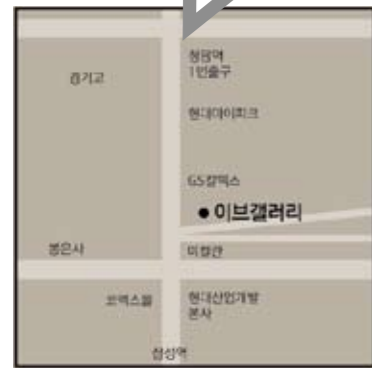 청담역
1번출구
경기고
현대아이파크
GS칼텍스
● 이브갤러리
봉은사
코엑스몰
현대산업개발
본사
삼성역